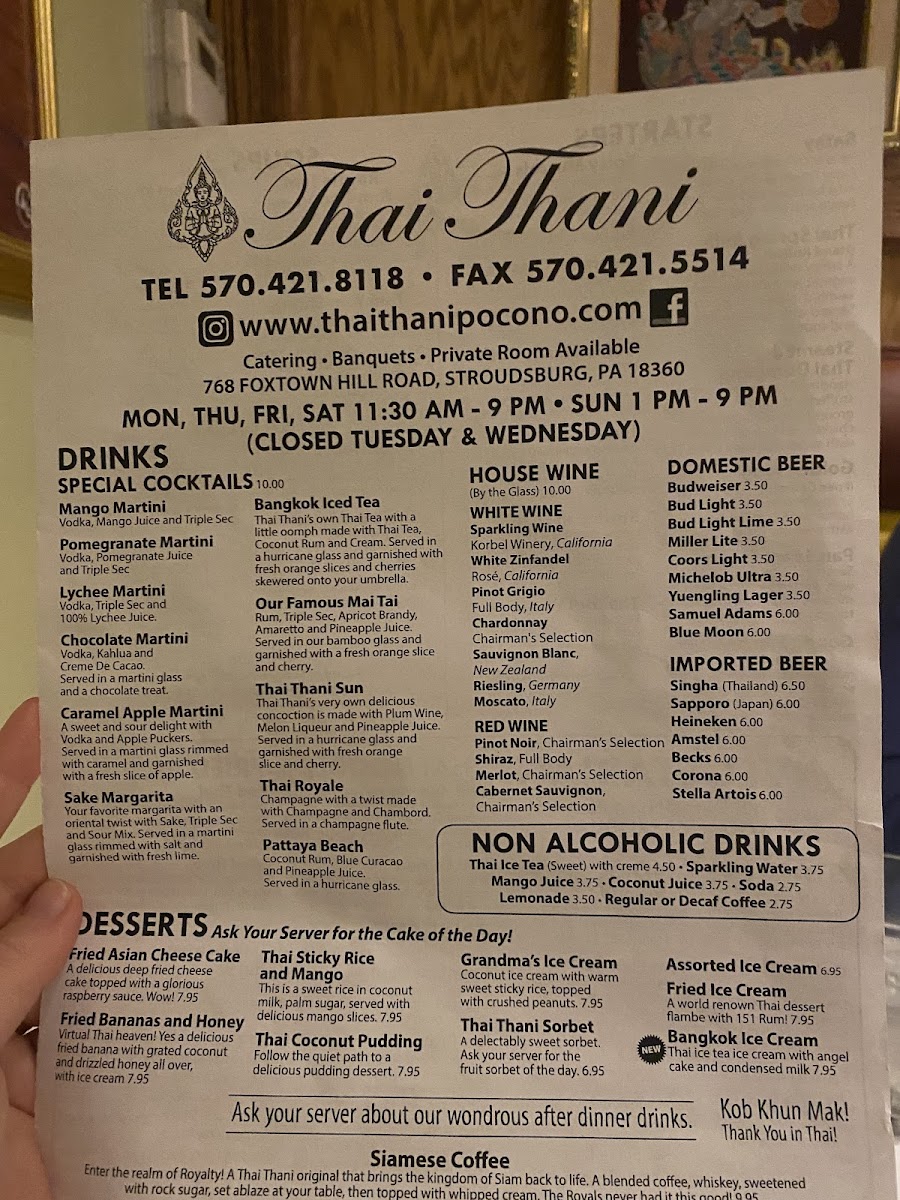 Thai Thani
TEL 570.421.8118 • FAX 570.421.5514
www.thaithanipocono.com
Catering • Banquets • Private Room Available
768 FOXTOWN HILL ROAD, STROUDSBURG, PA 18360
MON, THU, FRI, SAT 11:30 AM - 9 PM • SUN 1 PM - 9 PM
(CLOSED TUESDAY & WEDNESDAY)
DRINKS
SPECIAL COCKTAILS 10.00
Mango Martini
Vodka, Mango Juice and Triple Sec
Pomegranate Martini
Vodka, Pomegranate Juice
and Triple Sec
Lychee Martini
Vodka, Triple Sec and
100% Lychee Juice.
Chocolate Martini
Vodka, Kahlua and
Creme De Cacao.
Served in a martini glass
and a chocolate treat.
Caramel Apple Martini
A sweet and sour delight with
Vodka and Apple Puckers.
Served in a martini glass rimmed
with caramel and garnished
with a fresh slice of apple.
Sake Margarita
Your favorite margarita with an
oriental twist with Sake, Triple Sec
and Sour Mix. Served in a martini
glass rimmed with salt and
garnished with fresh lime.
Bangkok Iced Tea
Thai Thani's own Thai Tea with a
little oomph made with Thai Tea,
Coconut Rum and Cream. Served in
a hurricane glass and garnished with
fresh orange slices and cherries
skewered onto your umbrella.
Our Famous Mai Tai
Rum, Triple Sec, Apricot Brandy,
Amaretto and Pineapple Juice.
Served in our bamboo glass and
garnished with a fresh orange slice
and cherry.
Thai Thani Sun
Thai Thani's very own delicious
concoction is made with Plum Wine,
Melon Liqueur and Pineapple Juice.
Served in a hurricane glass and
garnished with fresh orange
slice and cherry.
Thai Royale
Champagne with a twist made
with Champagne and Chambord.
Served in a champagne flute.
Pattaya Beach
Coconut Rum, Blue Curacao
and Pineapple Juice.
Served in a hurricane glass.
HOUSE WINE
(By the Glass) 10.00
WHITE WINE
Sparkling Wine
Korbel Winery, California
White Zinfandel
Rosé, California
Pinot Grigio
Full Body, Italy
Chardonnay
Chairman's Selection
Sauvignon Blanc,
New Zealand
Riesling, Germany
Moscato, Italy
RED WINE
Pinot Noir, Chairman's Selection
Shiraz, Full Body
Merlot, Chairman's Selection
Cabernet Sauvignon,
Chairman's Selection
DOMESTIC BEER
Budweiser 3.50
Bud Light 3.50
Bud Light Lime 3.50
Miller Lite 3.50
Coors Light 3.50
Michelob Ultra 3.50
Yuengling Lager 3.50
Samuel Adams 6.00
Blue Moon 6.00
IMPORTED BEER
Singha (Thailand) 6.50
Sapporo (Japan) 6.00
Heineken 6.00
Amstel 6.00
Becks 6.00
Corona 6.00
Stella Artois 6.00
NON ALCOHOLIC DRINKS
Thai Ice Tea (Sweet) with creme 4.50 • Sparkling Water 3.75
Mango Juice 3.75 • Coconut Juice 3.75 • Soda 2.75
Lemonade 3.50 • Regular or Decaf Coffee 2.75
DESSERTS Ask Your Server for the Cake of the Day!
Fried Asian Cheese Cake
A delicious deep fried cheese
cake topped with a glorious
raspberry sauce. Wow! 7.95
Fried Bananas and Honey
Virtual Thai heaven! Yes a delicious
fried banana with grated coconut
and drizzled honey all over,
with ice cream 7.95
Thai Sticky Rice
and Mango
This is a sweet rice in coconut
milk, palm sugar, served with
delicious mango slices. 7.95
Thai Coconut Pudding
Follow the quiet path to a
delicious pudding dessert. 7.95
Grandma's Ice Cream
Coconut ice cream with warm
sweet sticky rice, topped
with crushed peanuts. 7.95
Thai Thani Sorbet
A delectably sweet sorbet.
Ask your server for the
fruit sorbet of the day. 6.95
Assorted Ice Cream 6.95
Fried Ice Cream
A world renown Thai dessert
flambe with 151 Rum! 7.95
NEW
Bangkok Ice Cream
Thai ice tea ice cream with angel
cake and condensed milk 7.95
Ask your server about our wondrous after dinner drinks.
Kob Khun Mak!
Thank You in Thai!
Siamese Coffee
Enter the realm of Royalty! A Thai Thani original that brings the kingdom of Siam back to life. A blended coffee, whiskey, sweetened
with rock sugar, set ablaze at your table, then topped with whipped cream. The Royals never had it this good!